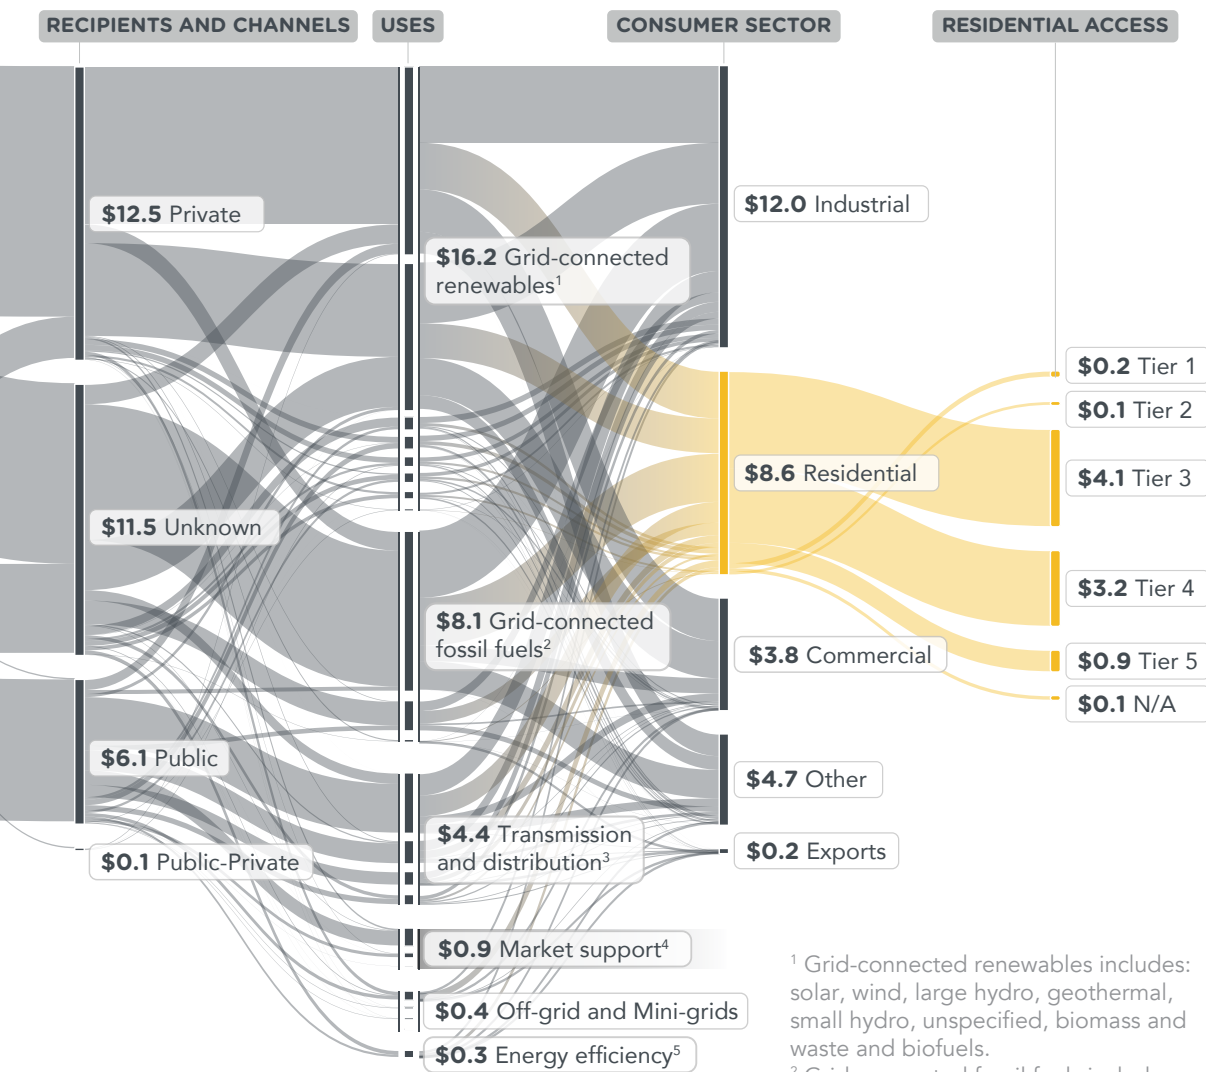 RECIPIENTS AND CHANNELS
USES
CONSUMER SECTOR
RESIDENTIAL ACCESS
$12.5 Private
$11.5 Unknown
$6.1 Public
$0.1 Public-Private
$16.2 Grid-connected
renewables¹
$8.1 Grid-connected
fossil fuels²
$4.4 Transmission
and distribution³
$0.9 Market support⁴
$0.4 Off-grid and Mini-grids
$0.3 Energy efficiency⁵
$12.0 Industrial
$8.6 Residential
$3.8 Commercial
$4.7 Other
$0.2 Exports
$0.2 Tier 1
$0.1 Tier 2
$4.1 Tier 3
$3.2 Tier 4
$0.9 Tier 5
$0.1 N/A
¹ Grid-connected renewables includes:
solar, wind, large hydro, geothermal,
small hydro, unspecified, biomass and
waste and biofuels.